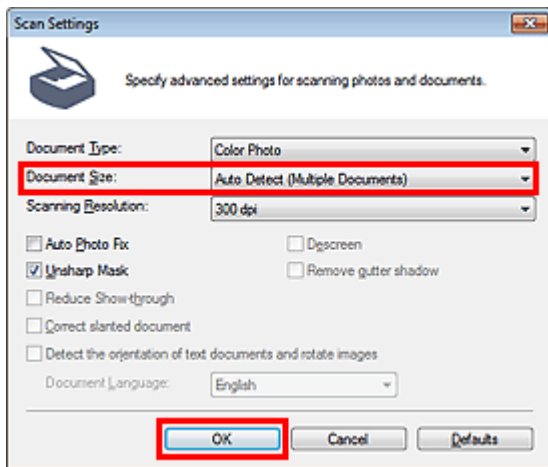 Scan Settings
Specify advanced settings for scanning photos and documents.
Document Type: Color Photo
Document Size: Auto Detect (Multiple Documents)
Scanning Resolution: 300 dpi
Auto Photo Fix Descreen
Unsharp Mask Remove gutter shadow
Reduce Show-through
Correct slanted document
Detect the orientation of text documents and rotate images
Document Language: English
OK Cancel Defaults